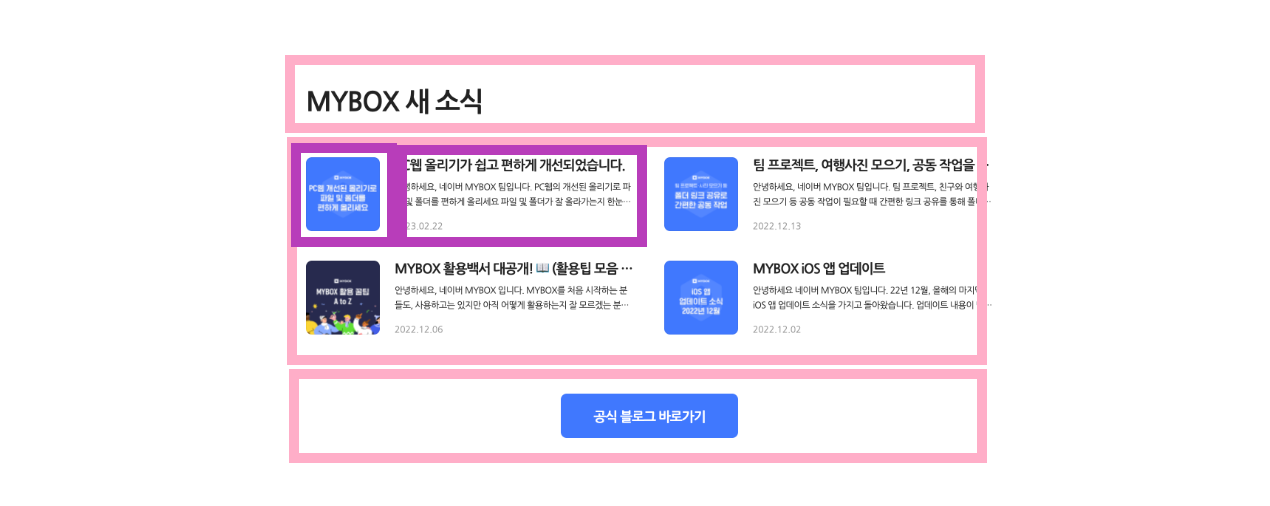 MYBOX 새 소식
MYBOX
PC웹 개선된 올리기로
파일 및 폴더를
편하게 올리세요
C웹 올리기가 쉽고 편하게 개선되었습니다.
하세요, 네이버 MYBOX 팀입니다. PC웹의 개선된 올리기로 파
및 폴더를 편하게 올리세요 파일 및 폴더가 잘 올라가는지 한눈…
23.02.22
MYBOX
팀 프로젝트, 사진 모으기 등
폴더 링크 공유로
간편한 공동 작업
팀 프로젝트, 여행사진 모으기, 공동 작업을
안녕하세요, 네이버 MYBOX 팀입니다. 팀 프로젝트, 친구와 여행
진 모으기 등 공동 작업이 필요할 때 간편한 링크 공유를 통해
2022.12.13
MYBOX
MYBOX 활용 꿀팁
A to Z
MYBOX 활용백서 대공개! 📖 (활용팁 모음 …
안녕하세요, 네이버 MYBOX 입니다. MYBOX를 처음 시작하는 분
들도, 사용하고는 있지만 아직 어떻게 활용하는지 잘 모르겠는 분…
2022.12.06
MYBOX
iOS 앱
업데이트 소식
2022년 12월
MYBOX iOS 앱 업데이트
안녕하세요 네이버 MYBOX 팀입니다. 22년 12월, 올해의 마지막
iOS 앱 업데이트 소식을 가지고 돌아왔습니다. 업데이트 내용이
2022.12.02
공식 블로그 바로가기